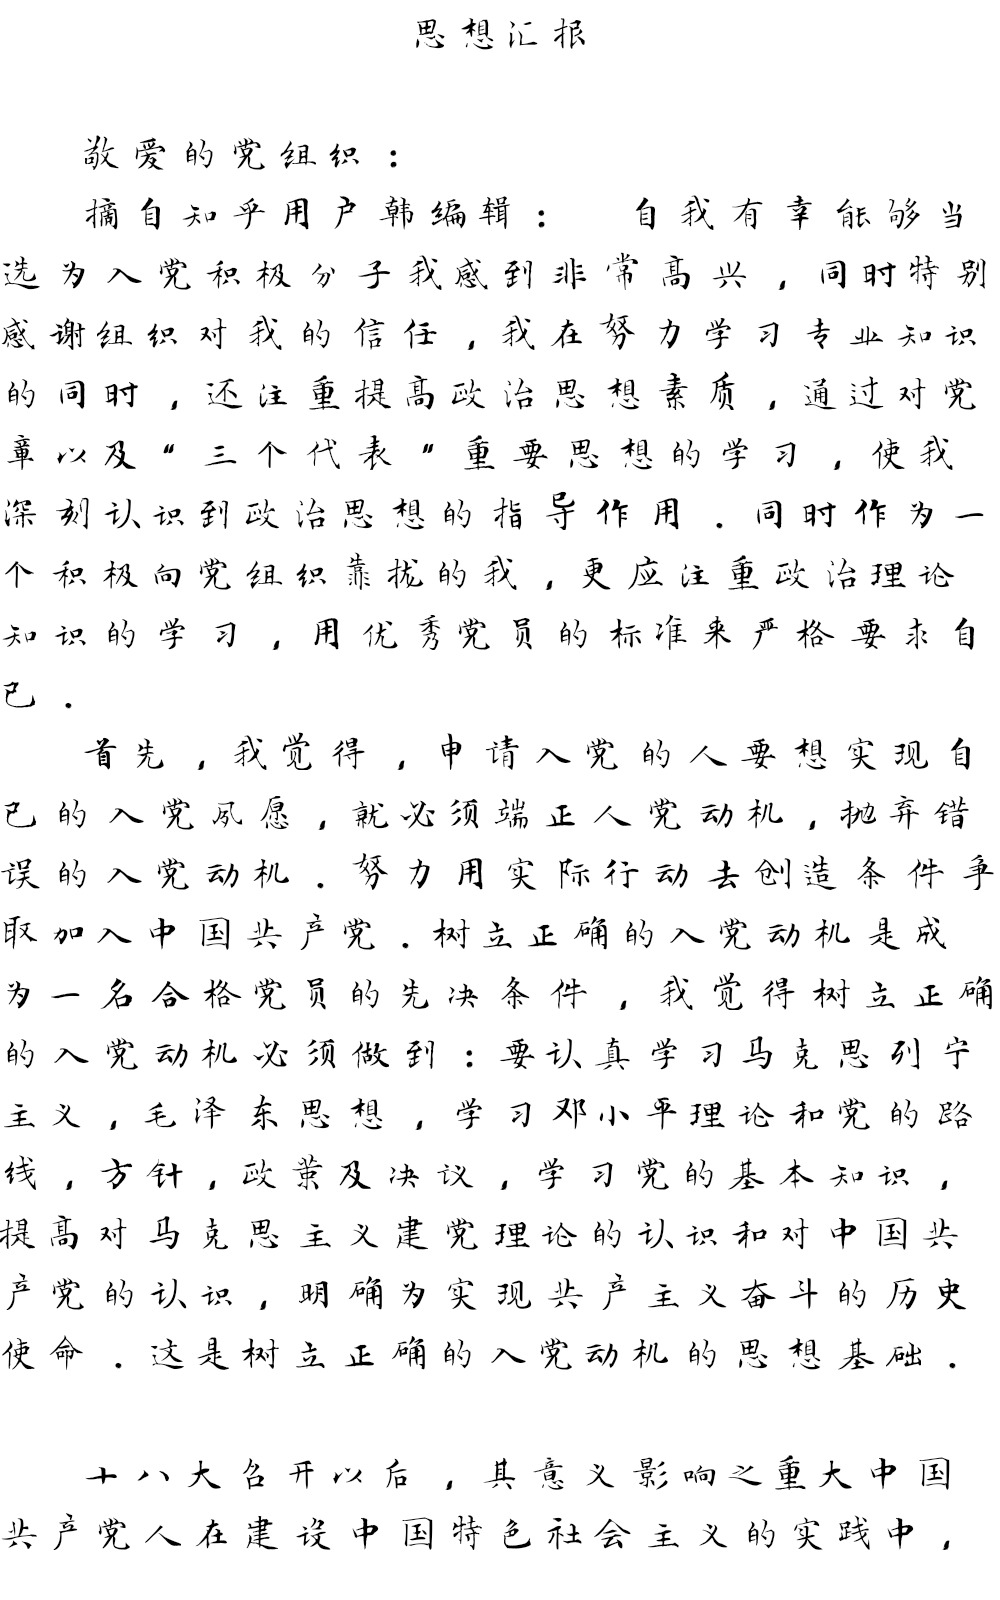 思想汇报
敬爱的党组织：
摘自知乎用户韩编辑： 自我有幸能够当
选为入党积极分子我感到非常高兴，同时特别
感谢组织对我的信任，我在努力学习专业知识
的同时，还注重提高政治思想素质，通过对党
章以及“三个代表“重要思想的学习，使我
深刻认识到政治思想的指导作用．同时作为一
个积极向党组织靠拢的我，更应注重政治理论
知识的学习，用优秀党员的标准来严格要求自
己．
首先，我觉得，申请入党的人要想实现自
己的入党夙愿，就必须端正人党动机，抛弃错
误的入党动机．努力用实际行动去创造条件争
取加入中国共产党．树立正确的入党动机是成
为一名合格党员的先决条件，我觉得树立正确
的入党动机必须做到：要认真学习马克思列宁
主义，毛泽东思想，学习邓小平理论和党的路
线，方针，政策及决议，学习党的基本知识，
提高对马克思主义建党理论的认识和对中国共
产党的认识，明确为实现共产主义奋斗的历史
使命．这是树立正确的入党动机的思想基础．
十八大召开以后，其意义影响之重大中国
共产党人在建设中国特色社会主义的实践中，